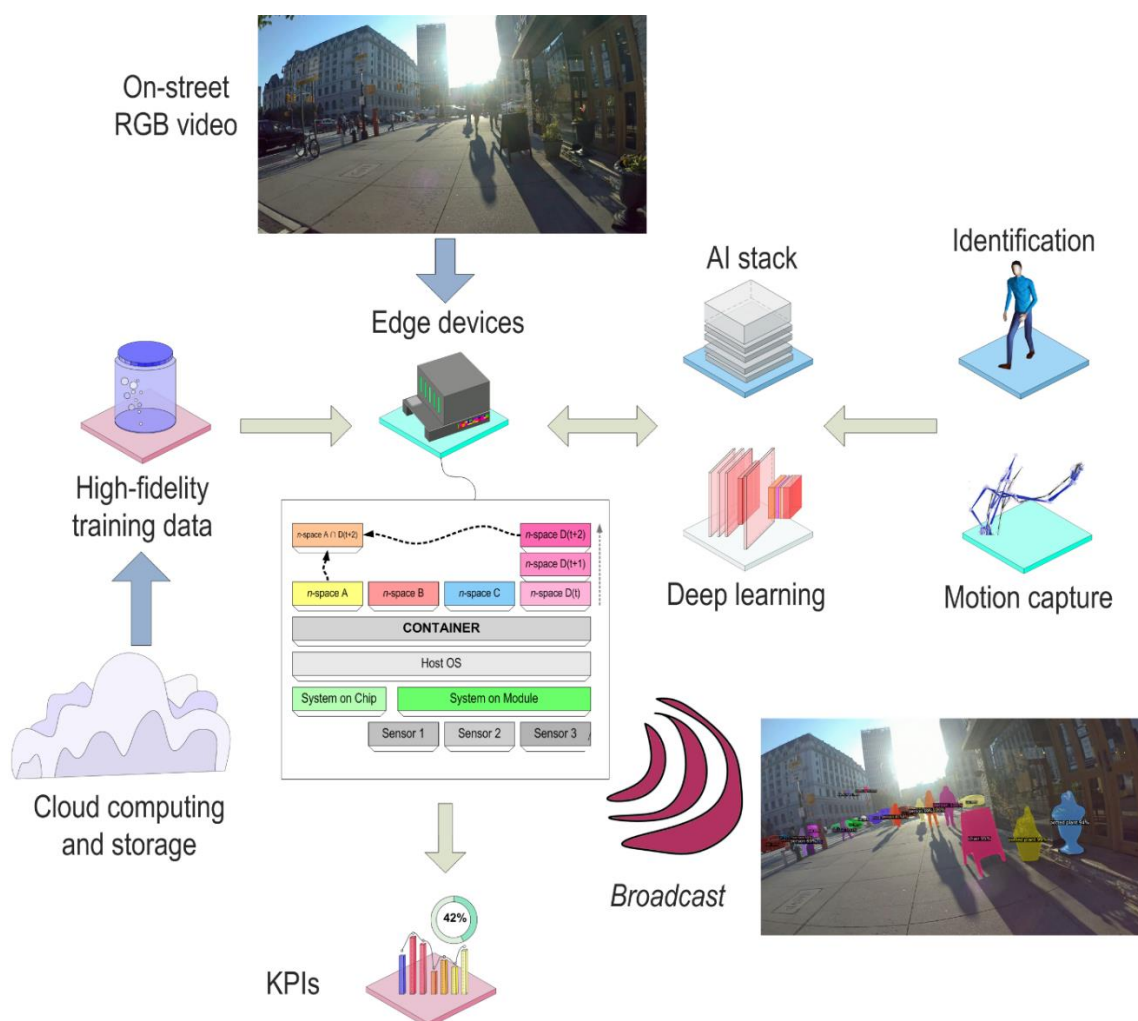 On-street
RGB video
Edge devices
AI stack
Identification
High-fidelity
training data
Deep learning
Motion capture
n-space A ∩ D(t+2)
n-space D(t+2)
n-space D(t+1)
n-space A
n-space B
n-space C
n-space D(t)
CONTAINER
Host OS
System on Chip
System on Module
Sensor 1
Sensor 2
Sensor 3
Cloud computing
and storage
Broadcast
42%
KPIs